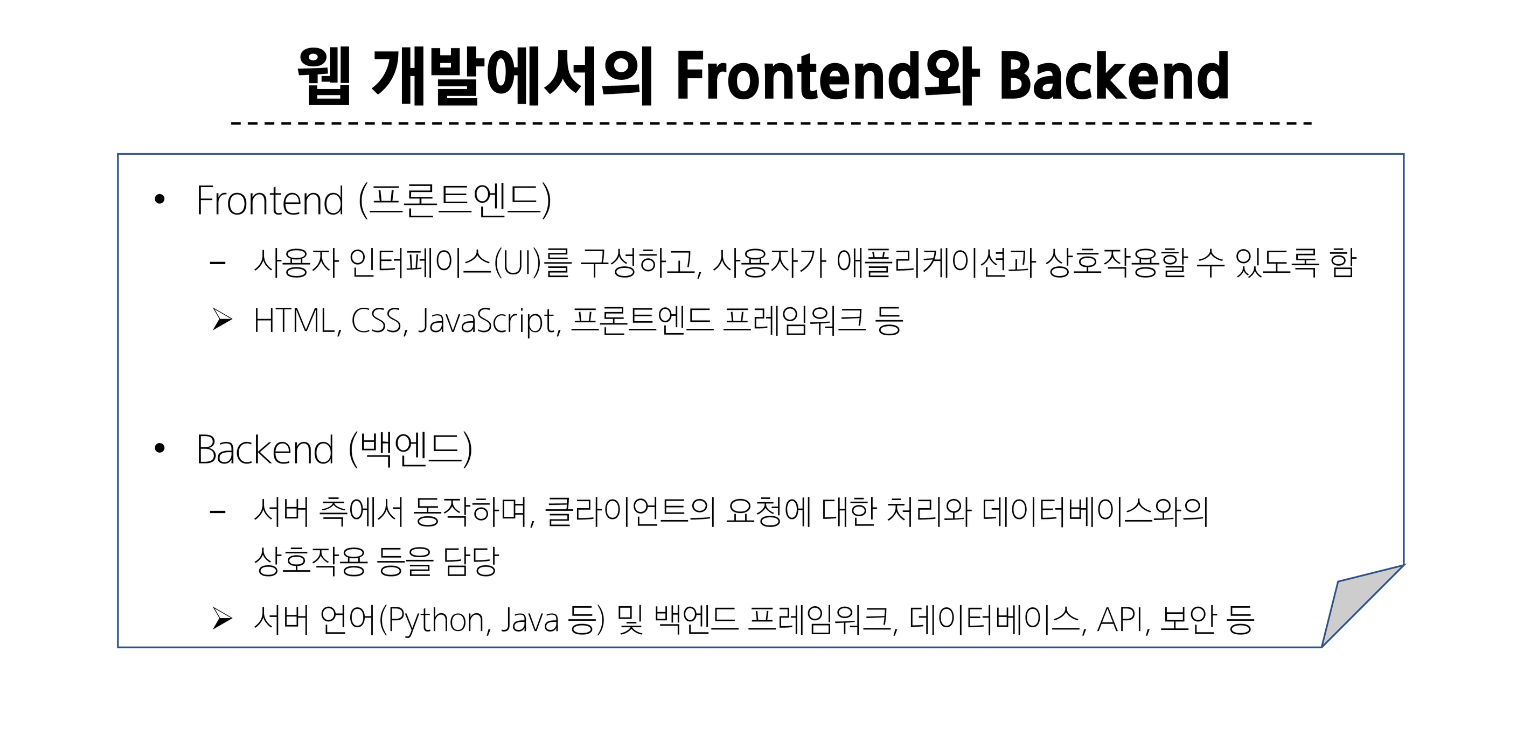 웹 개발에서의 Frontend와 Backend
• Frontend (프론트엔드)
– 사용자 인터페이스(UI)를 구성하고, 사용자가 애플리케이션과 상호작용할 수 있도록 함
➢ HTML, CSS, JavaScript, 프론트엔드 프레임워크 등
• Backend (백엔드)
– 서버 측에서 동작하며, 클라이언트의 요청에 대한 처리와 데이터베이스와의
상호작용 등을 담당
➢ 서버 언어(Python, Java 등) 및 백엔드 프레임워크, 데이터베이스, API, 보안 등